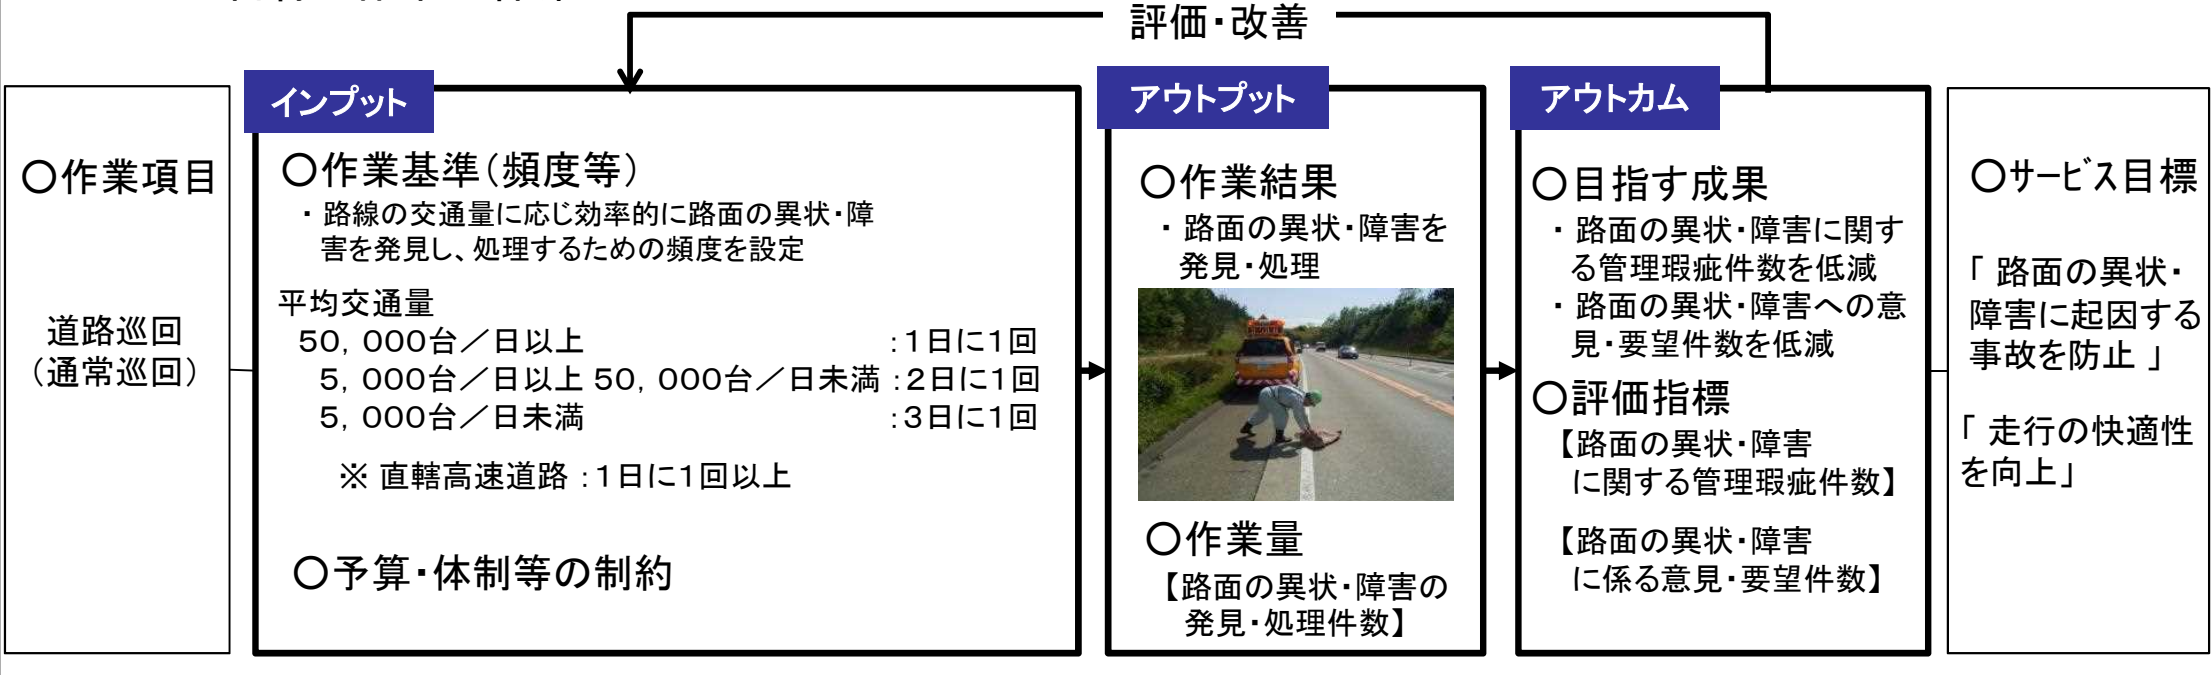 評価・改善
インプット
アウトプット
アウトカム
○作業項目
道路巡回
（通常巡回）
○作業基準（頻度等）
・路線の交通量に応じ効率的に路面の異状・障
害を発見し、処理するための頻度を設定
平均交通量
50，000台／日以上 ：1日に1回
5，000台／日以上 50，000台／日未満：2日に1回
5，000台／日未満 ：3日に1回
※ 直轄高速道路：1日に1回以上
○予算・体制等の制約
○作業結果
・路面の異状・障害を
発見・処理
○作業量
【路面の異状・障害の
発見・処理件数】
○目指す成果
・路面の異状・障害に関す
る管理瑕疵件数を低減
・路面の異状・障害への意
見・要望件数を低減
○評価指標
【路面の異状・障害
に関する管理瑕疵件数】
【路面の異状・障害
に係る意見・要望件数】
○サービス目標
「 路面の異状・
障害に起因する
事故を防止 」
「 走行の快適性
を向上」